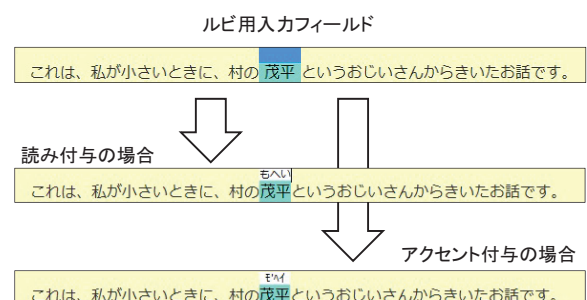 ルビ用入力フィールド
これは、私が小さいときに、村の茂平というおじいさんからきいたお話です。
読み付与の場合
もへい
これは、私が小さいときに、村の茂平というおじいさんからきいたお話です。
アクセント付与の場合
モ'ヘイ
これは、私が小さいときに、村の茂平というおじいさんからきいたお話です。